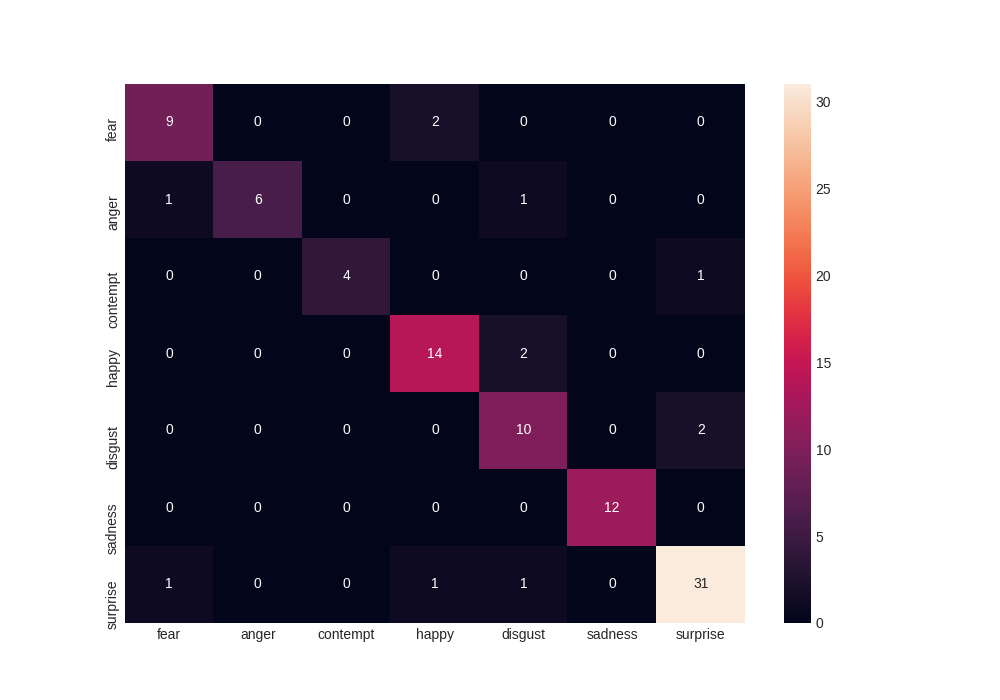 fear 9 0 0 2 0 0 0
anger 1 6 0 0 1 0 0
contempt 0 0 4 0 0 0 1
happy 0 0 0 14 2 0 0
disgust 0 0 0 0 10 0 2
sadness 0 0 0 0 0 12 0
surprise 1 0 0 1 1 0 31
fear anger contempt happy disgust sadness surprise
30
25
20
15
10
5
0